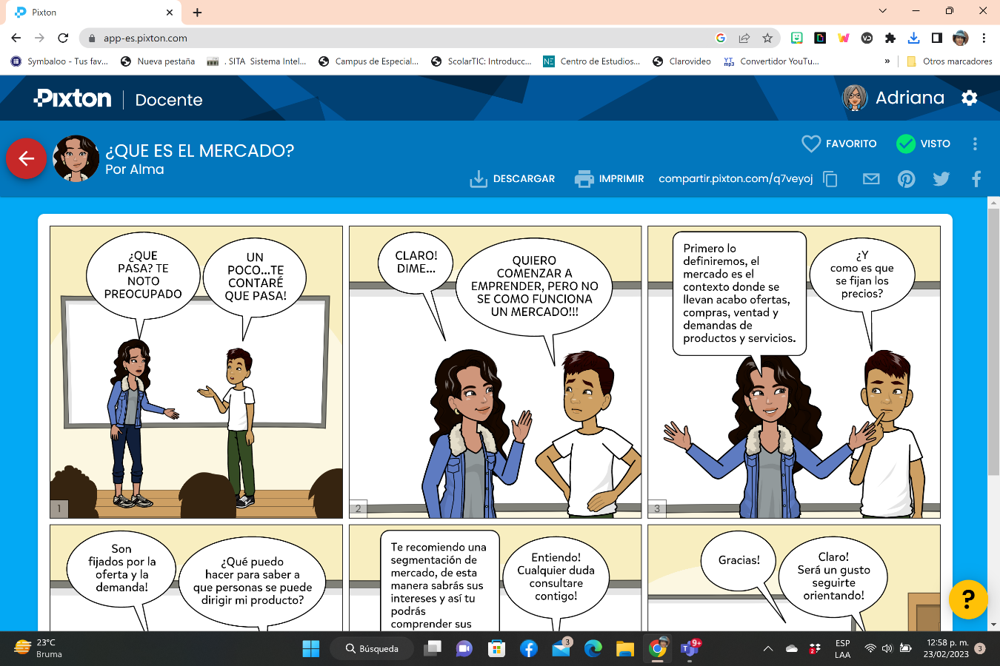 Pixton
app-es.pixton.com
Symbaloo - Tus fav...
Nueva pestaña
. SITA Sistema Intel...
Campus de Especial...
ScolarTIC: Introducc...
Centro de Estudios...
Clarovideo
Convertidor YouTu...
»
Otros marcadores
Pixton
Docente
Adriana
¿QUE ES EL MERCADO?
Por Alma
FAVORITO
VISTO
DESCARGAR
IMPRIMIR
compartir.pixton.com/q7veyoj
¿QUE
PASA? TE
NOTO
PREOCUPADO
UN
POCO...TE
CONTARÉ
QUE PASA!
1
CLARO!
DIME...
QUIERO
COMENZAR A
EMPRENDER, PERO NO
SE COMO FUNCIONA
UN MERCADO!!!
2
Primero lo
definiremos, el
mercado es el
contexto donde se
llevan acabo ofertas,
compras, ventad y
demandas de
productos y servicios.
¿Y
como es que
se fijan los
precios?
3
Son
fijados por la
oferta y la
demanda!
¿Qué puedo
hacer para saber a
que personas se puede
dirigir mi producto?
Te recomiendo una
segmentación de
mercado, de esta
manera sabrás sus
intereses y así tu
podrás
comprender sus
Entiendo!
Cualquier duda
consultare
contigo!
Gracias!
Claro!
Será un gusto
seguirte
orientando!
?
23°C
Bruma
Búsqueda
3
9+
2
ESP
LAA
12:58 p. m.
23/02/2023
3